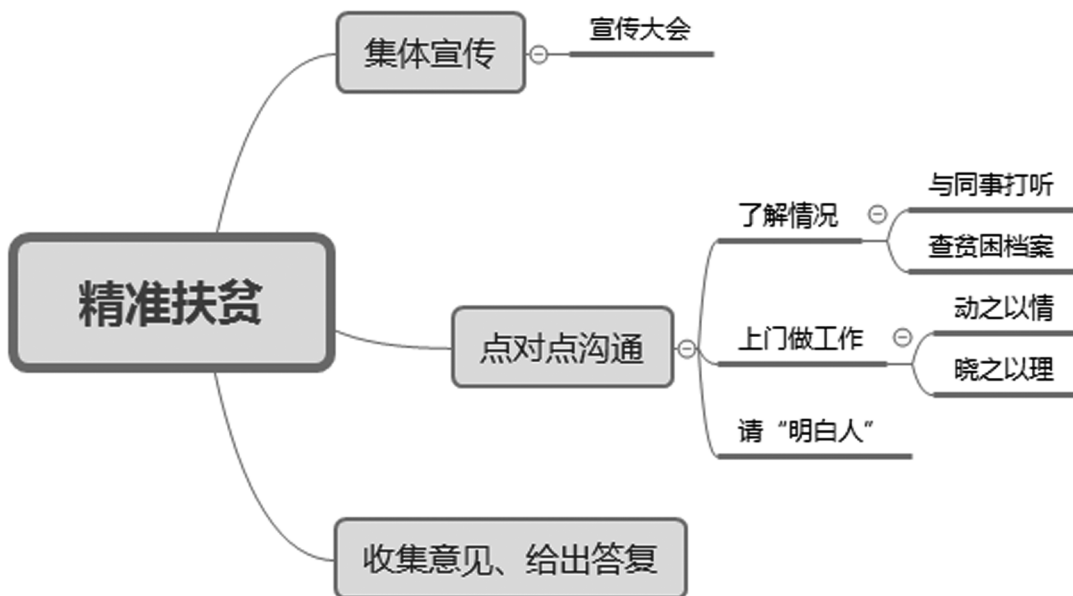 精准扶贫
集体宣传
宣传大会
点对点沟通
了解情况
与同事打听
查贫困档案
上门做工作
动之以情
晓之以理
请“明白人”
收集意见、给出答复